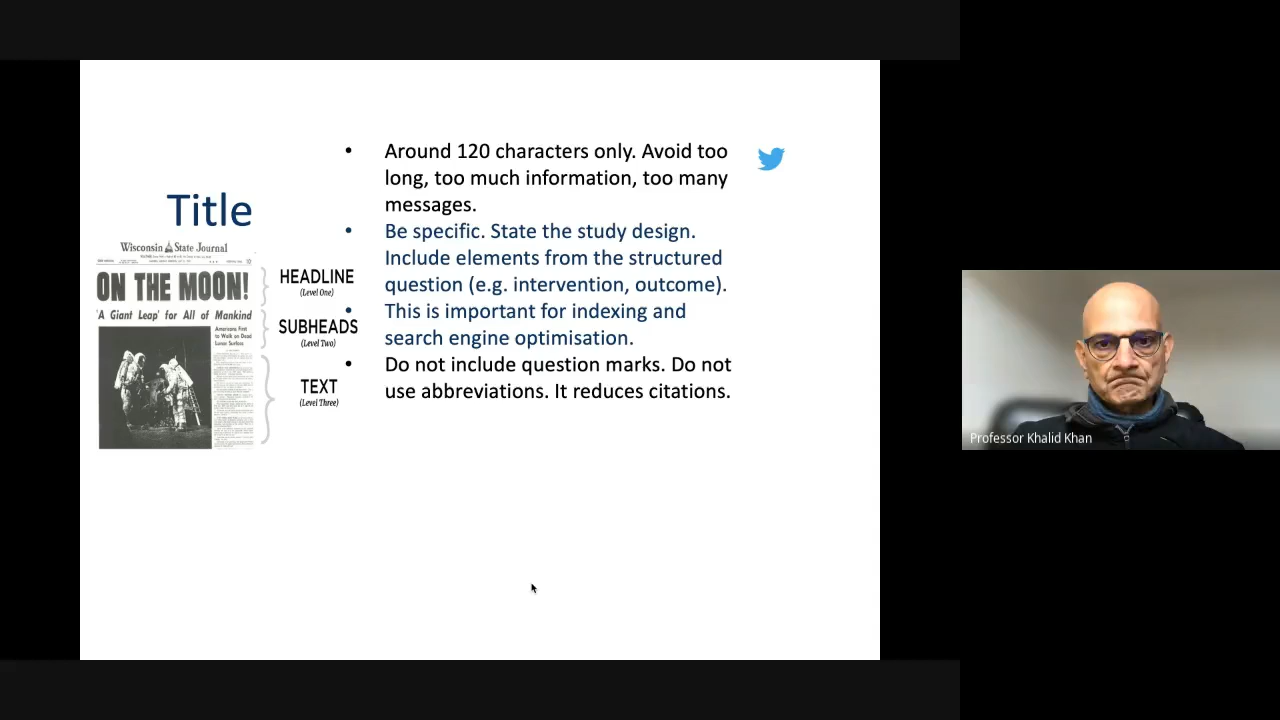 Around 120 characters only. Avoid too
long, too much information, too many
messages.
Title
Be specific. State the study design.
Include elements from the structured
question (e.g. intervention, outcome).
This is important for indexing and
search engine optimisation.
Do not include question marks. Do not
use abbreviations. It reduces citations.
Wisconsin State Journal
ON THE MOON!
'A Giant Leap' for All of Mankind
Americans First
to Walk on Dead
Lunar Surface
HEADLINE
(Level One)
SUBHEADS
(Level Two)
TEXT
(Level Three)
Professor Khalid Khan